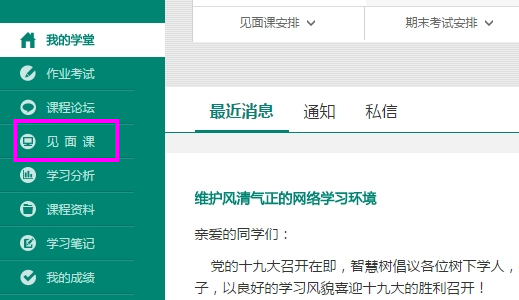 见面课安排
期末考试安排
我的学堂
作业考试
课程论坛
见 面 课
学习分析
课程资料
学习笔记
我的成绩
最近消息 通知 私信
维护风清气正的网络学习环境
亲爱的同学们：
党的十九大召开在即，智慧树倡议各位树下学人，
子，以良好的学习风貌喜迎十九大的胜利召开！